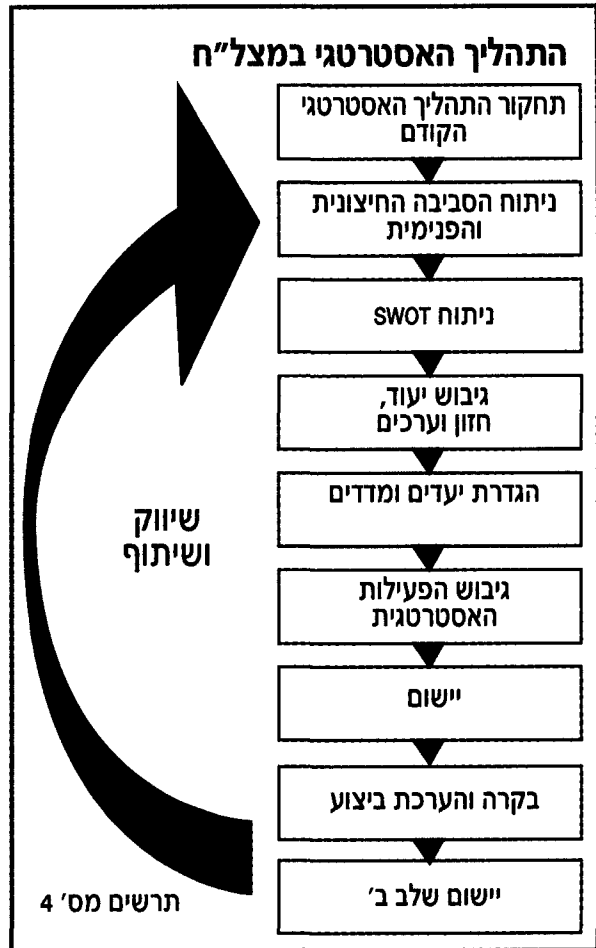 התהליך האסטרטגי במצל״ח
תחקור התהליך האסטרטגי
הקודם
ניתוח הסביבה החיצונית
והפנימית
ניתוח SWOT
גיבוש יעוד,
חזון וערכים
הגדרת יעדים ומדדים
שיווק
ושיתוף
גיבוש הפעילות
האסטרטגית
יישום
בקרה והערכת ביצוע
יישום שלב ב׳
תרשים מס׳ 4